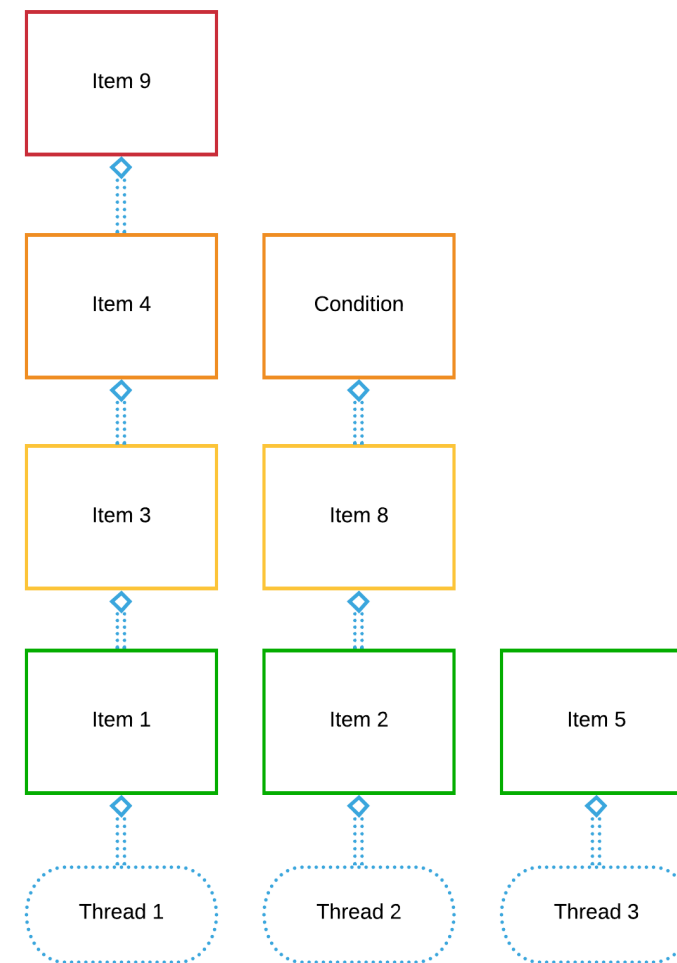 Item 9
Item 4
Condition
Item 3
Item 8
Item 1
Item 2
Item 5
Thread 1
Thread 2
Thread 3